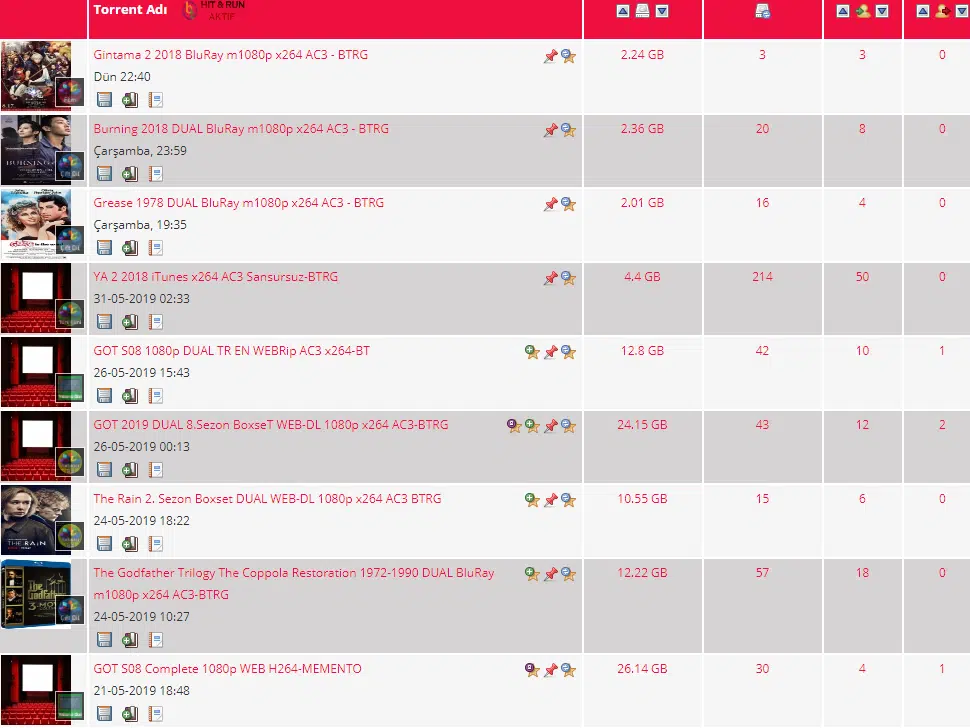 Torrent Adı HIT & RUN
AKTİF
Gintama 2 2018 BluRay m1080p x264 AC3 - BTRG 2.24 GB 3 3 0
Dün 22:40
Burning 2018 DUAL BluRay m1080p x264 AC3 - BTRG 2.36 GB 20 8 0
Çarşamba, 23:59
BURNING
Grease 1978 DUAL BluRay m1080p x264 AC3 - BTRG 2.01 GB 16 4 0
Çarşamba, 19:35
YA 2 2018 iTunes x264 AC3 Sansursuz-BTRG 4.4 GB 214 50 0
31-05-2019 02:33
GOT S08 1080p DUAL TR EN WEBRip AC3 x264-BT 12.8 GB 42 10 1
26-05-2019 15:43
GOT 2019 DUAL 8.Sezon BoxseT WEB-DL 1080p x264 AC3-BTRG 24.15 GB 43 12 2
26-05-2019 00:13
The Rain 2. Sezon Boxset DUAL WEB-DL 1080p x264 AC3 BTRG 10.55 GB 15 6 0
24-05-2019 18:22
THE RAIN
The Godfather Trilogy The Coppola Restoration 1972-1990 DUAL BluRay 12.22 GB 57 18 0
m1080p x264 AC3-BTRG
24-05-2019 10:27
GOT S08 Complete 1080p WEB H264-MEMENTO 26.14 GB 30 4 1
21-05-2019 18:48